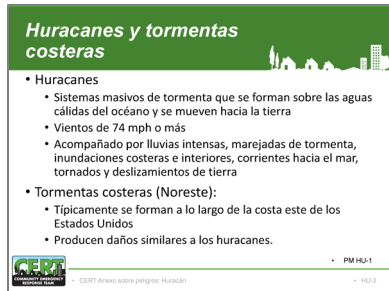 Huracanes y tormentas
costeras
• Huracanes
• Sistemas masivos de tormenta que se forman sobre las aguas
cálidas del océano y se mueven hacia la tierra
• Vientos de 74 mph o más
• Acompañado por lluvias intensas, marejadas de tormenta,
inundaciones costeras e interiores, corrientes hacia el mar,
tornados y deslizamientos de tierra
• Tormentas costeras (Noreste):
• Típicamente se forman a lo largo de la costa este de los
Estados Unidos
• Producen daños similares a los huracanes.
• PM HU-1
CERT
COMMUNITY EMERGENCY
RESPONSE TEAM
• CERT Anexo sobre peligros: Huracán
• HU-3